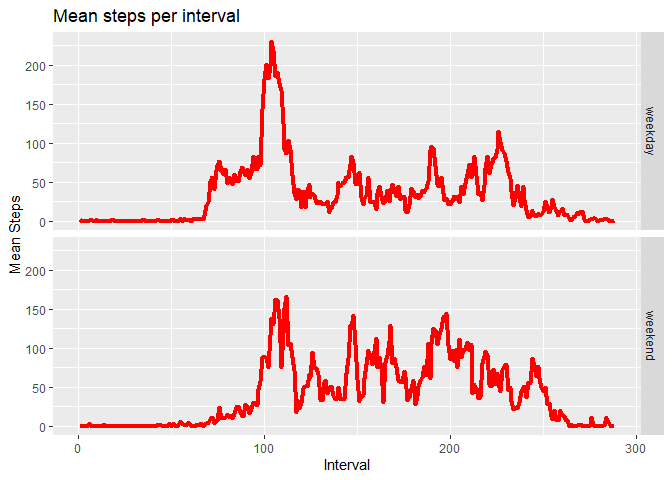 Mean steps per interval
Mean Steps
200
150
100
50
0
weekday
200
150
100
50
0
weekend
0 100 200 300
Interval